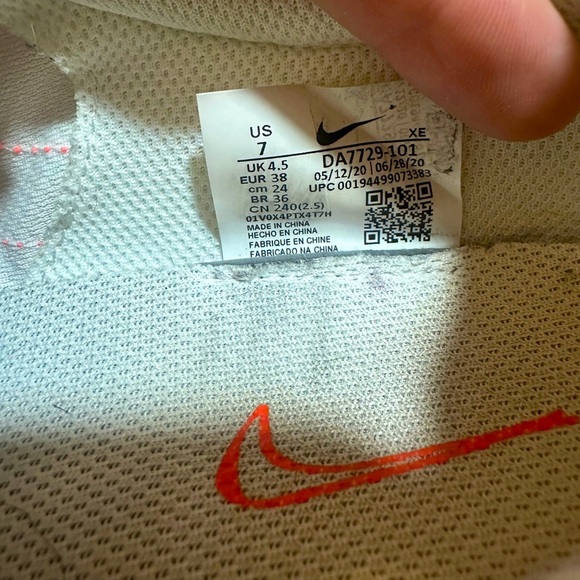 US
7
XE
UK 4.5
DA7729-101
EUR 38
05/12/20 06/28/20
cm 24
UPC 00194499073383
BR 36
CN 240(2.5)
01V0X4PTX4T7H
MADE IN CHINA
HECHO EN CHINA
FABRIQUE EN CHINE
FABRICADO NA CHINA